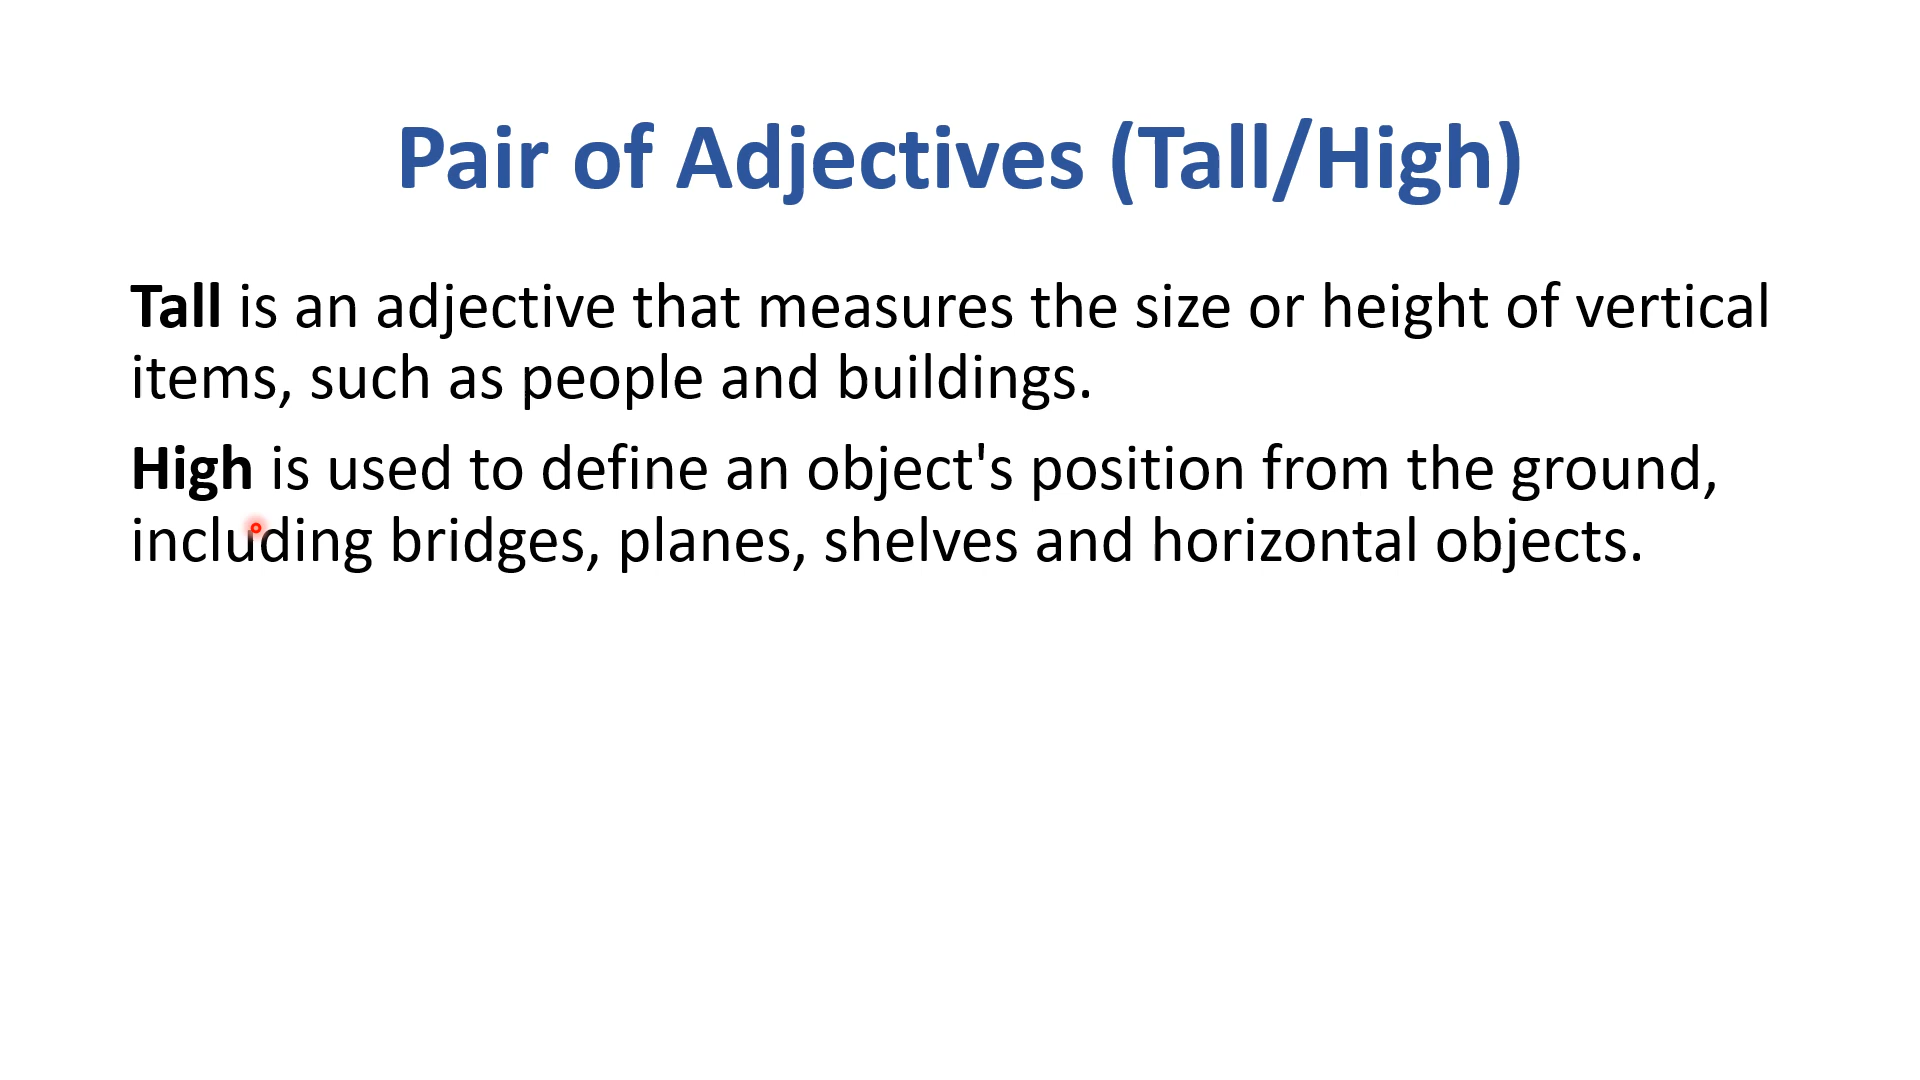 Pair of Adjectives (Tall/High)
Tall is an adjective that measures the size or height of vertical
items, such as people and buildings.
High is used to define an object's position from the ground,
including bridges, planes, shelves and horizontal objects.